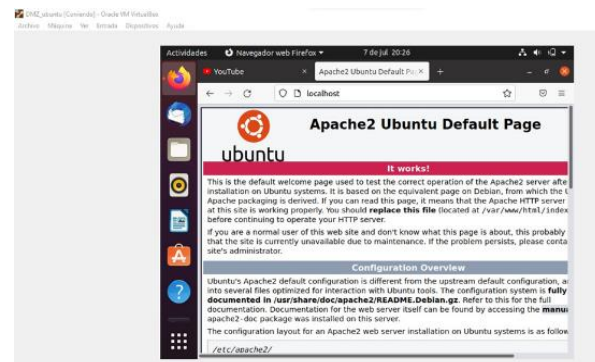 DMZ_ubuntu [Corriendo] - Oracle VM VirtualBox
Archivo Máquina Ver Entrada Dispositivos Ayuda
Actividades Navegador web Firefox 7 de jul 20:26
YouTube Apache2 Ubuntu Default Pa
localhost
Apache2 Ubuntu Default Page
ubuntu
It works!
This is the default welcome page used to test the correct operation of the Apache2 server afte
installation on Ubuntu systems. It is based on the equivalent page on Debian, from which the U
Apache packaging is derived. If you can read this page, it means that the Apache HTTP server
at this site is working properly. You should replace this file (located at /var/www/html/index
before continuing to operate your HTTP server.
If you are a normal user of this web site and don't know what this page is about, this probably
that the site is currently unavailable due to maintenance. If the problem persists, please conta
site's administrator.
Configuration Overview
Ubuntu's Apache2 default configuration is different from the upstream default configuration, a
into several files optimized for interaction with Ubuntu tools. The configuration system is fully
documented in /usr/share/doc/apache2/README.Debian.gz. Refer to this for the full
documentation. Documentation for the web server itself can be found by accessing the manua
apache2-doc package was installed on this server.
The configuration layout for an Apache2 web server installation on Ubuntu systems is as follow
/etc/apache2/